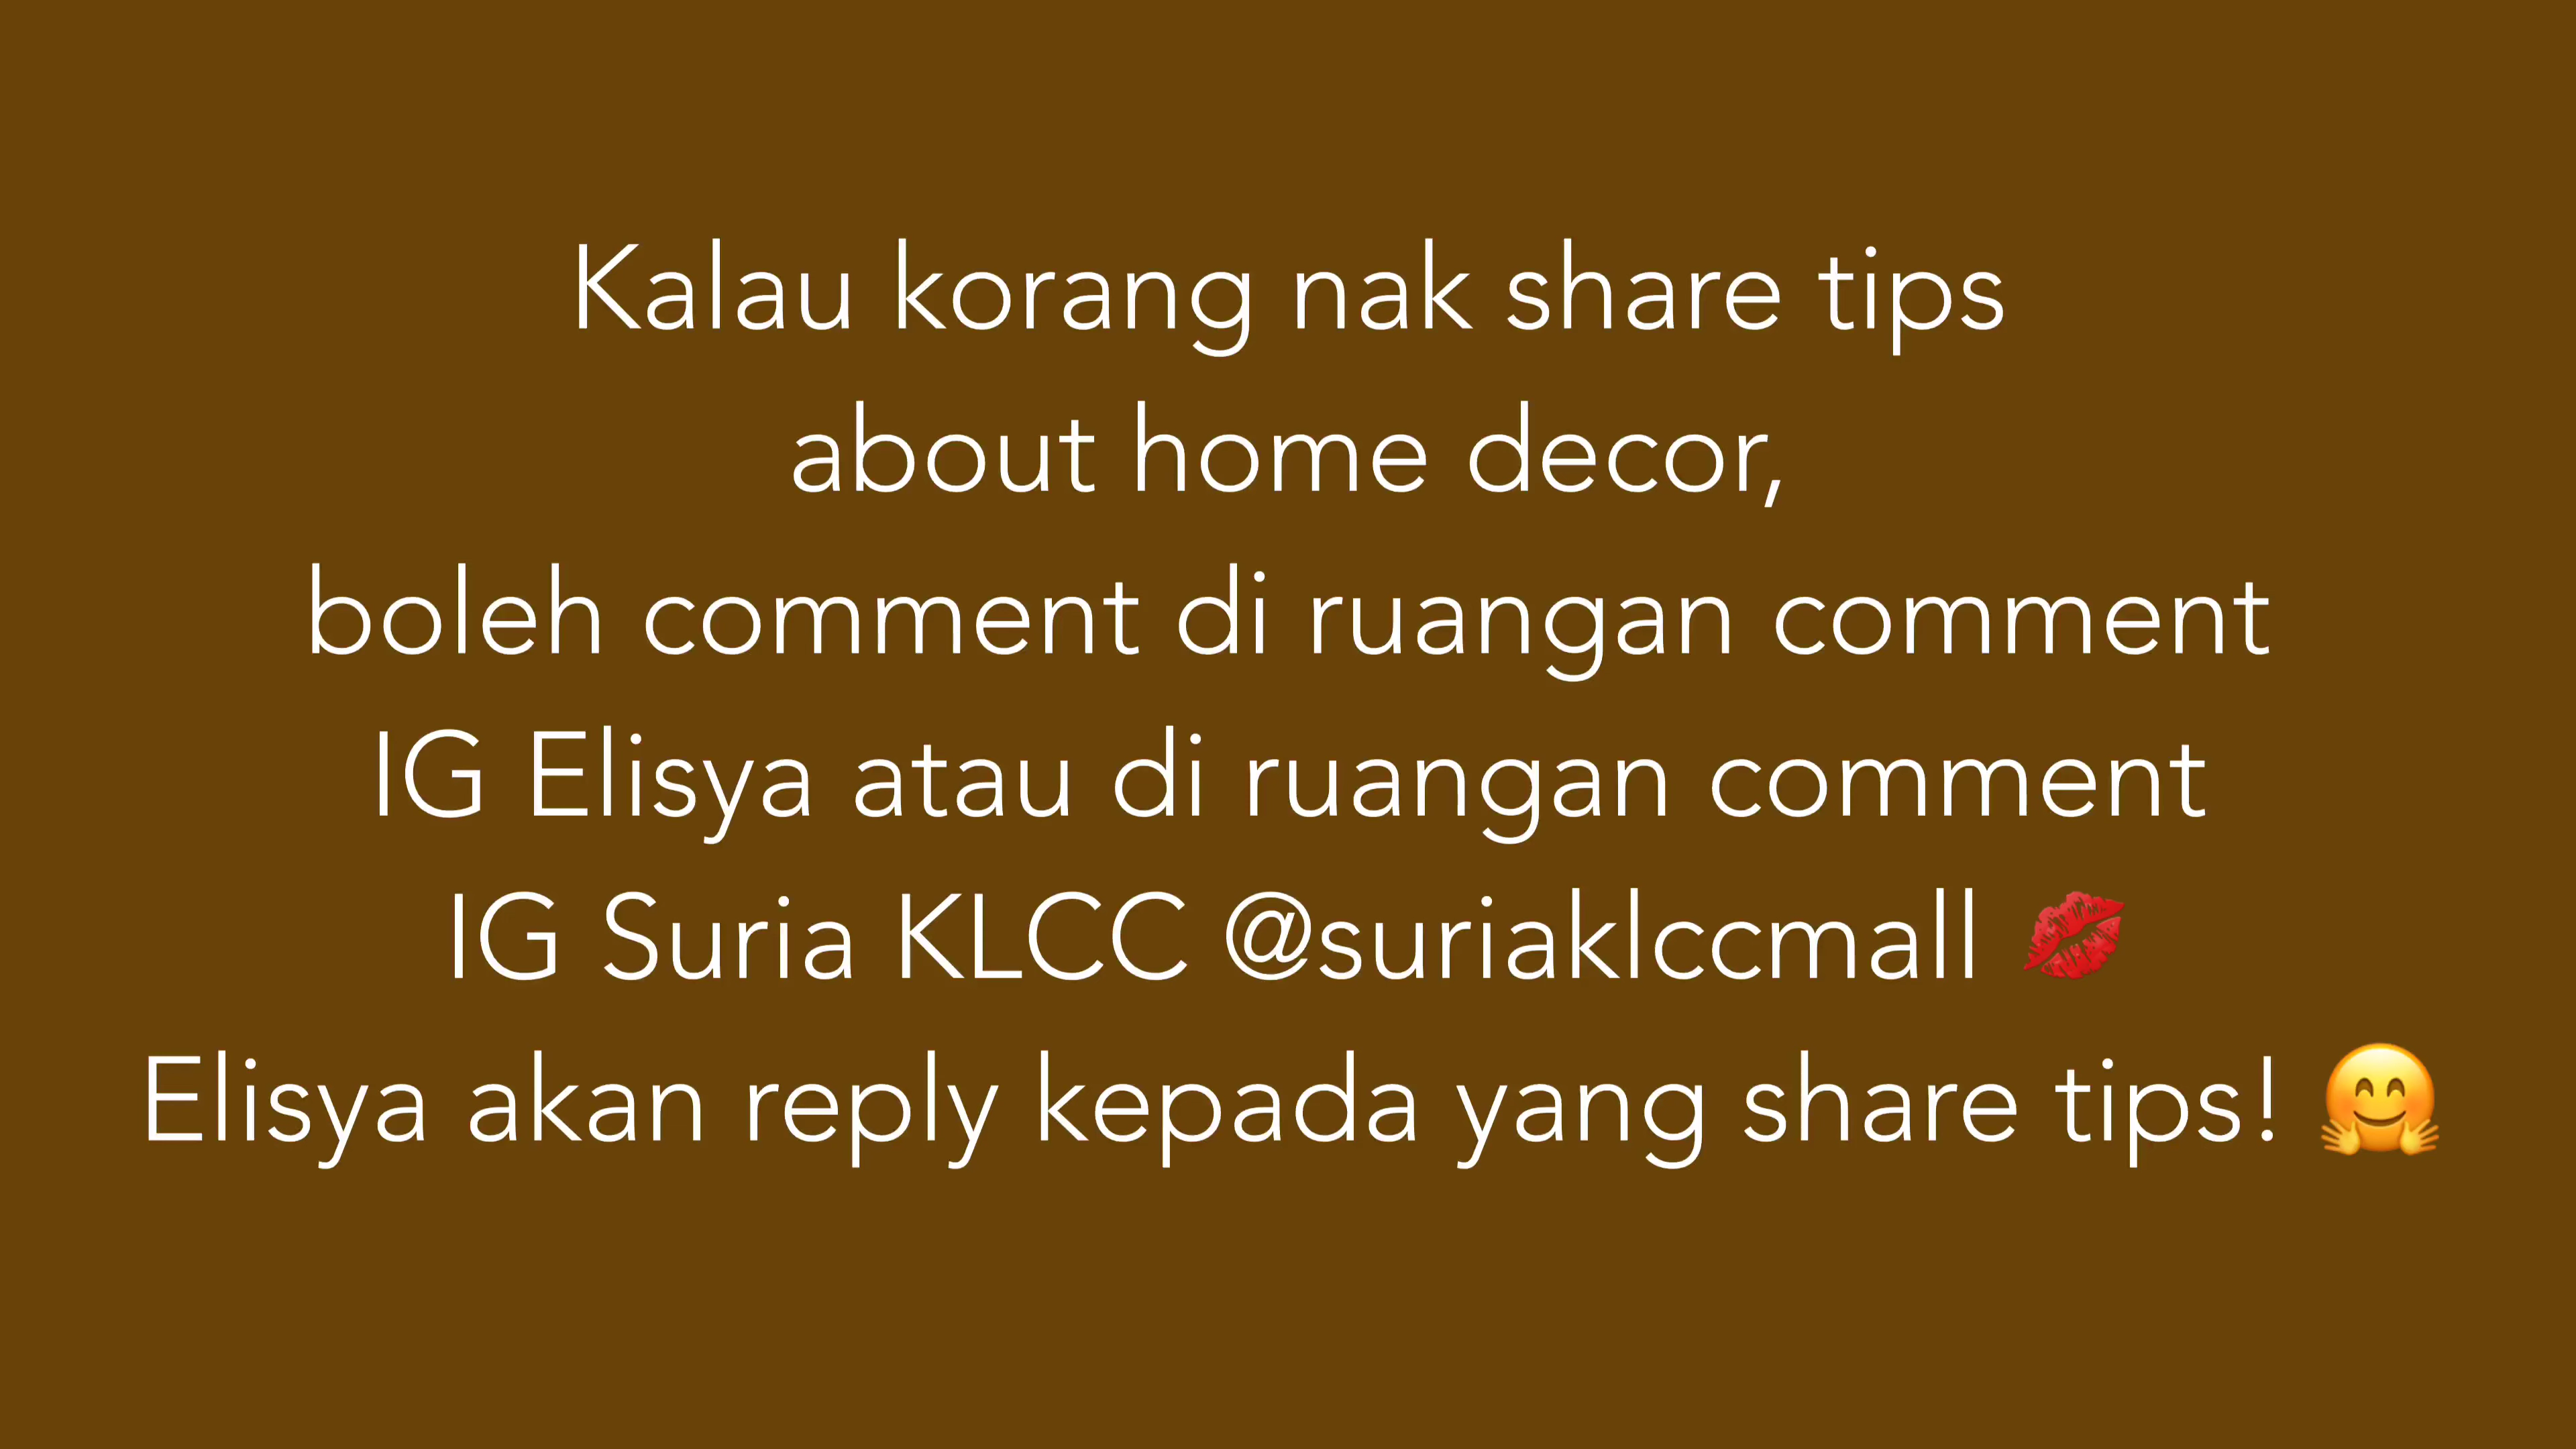 Kalau korang nak share tips
about home decor,
boleh comment di ruangan comment
IG Elisya atau di ruangan comment
IG Suria KLCC @suriaklccmall 💋
Elisya akan reply kepada yang share tips! 🤗